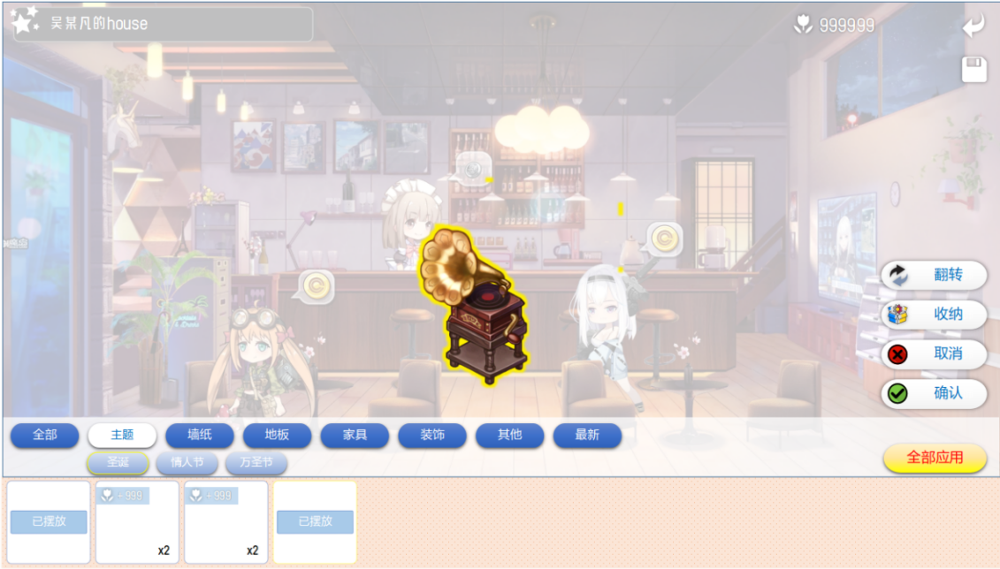 吴某凡的house
999999
翻转
收纳
取消
确认
全部
主题
墙纸
地板
家具
装饰
其他
最新
圣诞
情人节
万圣节
全部应用
已摆放
+999
x2
+999
x2
已摆放